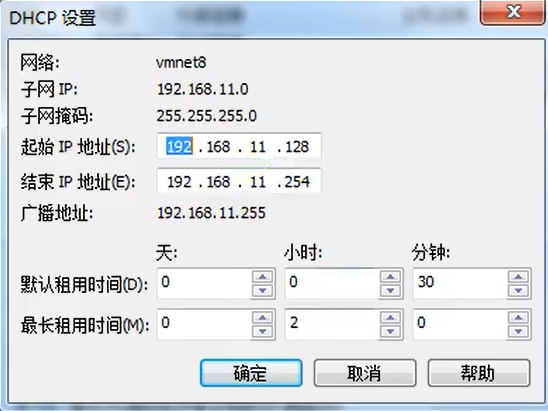 DHCP 设置
网络: vmnet8
子网 IP: 192.168.11.0
子网掩码: 255.255.255.0
起始 IP 地址(S): 192 . 168 . 11 . 128
结束 IP 地址(E): 192 . 168 . 11 . 254
广播地址: 192.168.11.255
天: 小时: 分钟:
默认租用时间(D): 0 0 30
最长租用时间(M): 0 2 0
确定 取消 帮助